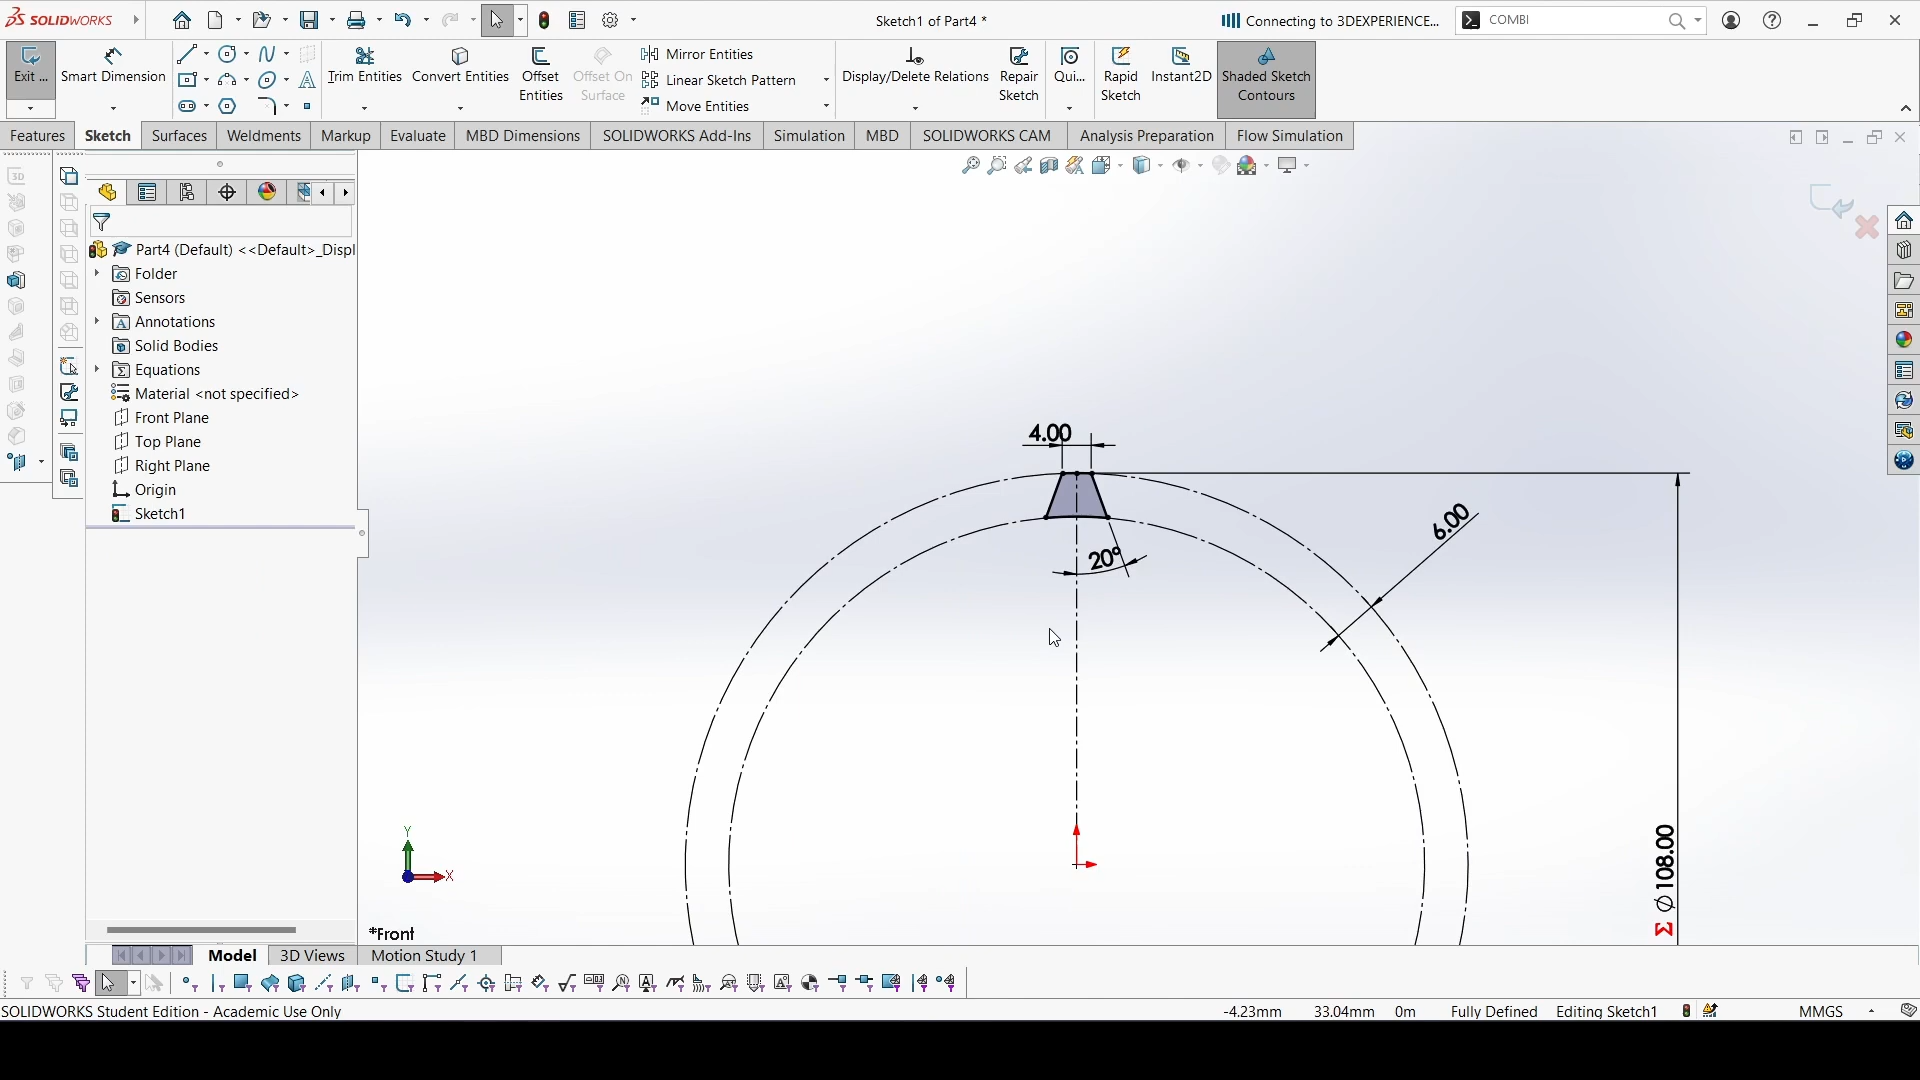 SOLIDWORKS
Sketch1 of Part4 *
Connecting to 3DEXPERIENCE...
COMBI
Exit ...
Smart Dimension
Trim Entities
Convert Entities
Offset Entities
Offset On Surface
Mirror Entities
Linear Sketch Pattern
Move Entities
Display/Delete Relations
Repair Sketch
Qui...
Rapid Sketch
Instant2D
Shaded Sketch Contours
Features
Sketch
Surfaces
Weldments
Markup
Evaluate
MBD Dimensions
SOLIDWORKS Add-Ins
Simulation
MBD
SOLIDWORKS CAM
Analysis Preparation
Flow Simulation
Part4 (Default) <<Default>_Displ
Folder
Sensors
Annotations
Solid Bodies
Equations
Material <not specified>
Front Plane
Top Plane
Right Plane
Origin
Sketch1
4.00
6.00
20°
Σ ∅108.00
Y
X
*Front
Model
3D Views
Motion Study 1
SOLIDWORKS Student Edition - Academic Use Only
-4.23mm
33.04mm
0m
Fully Defined
Editing Sketch1
MMGS